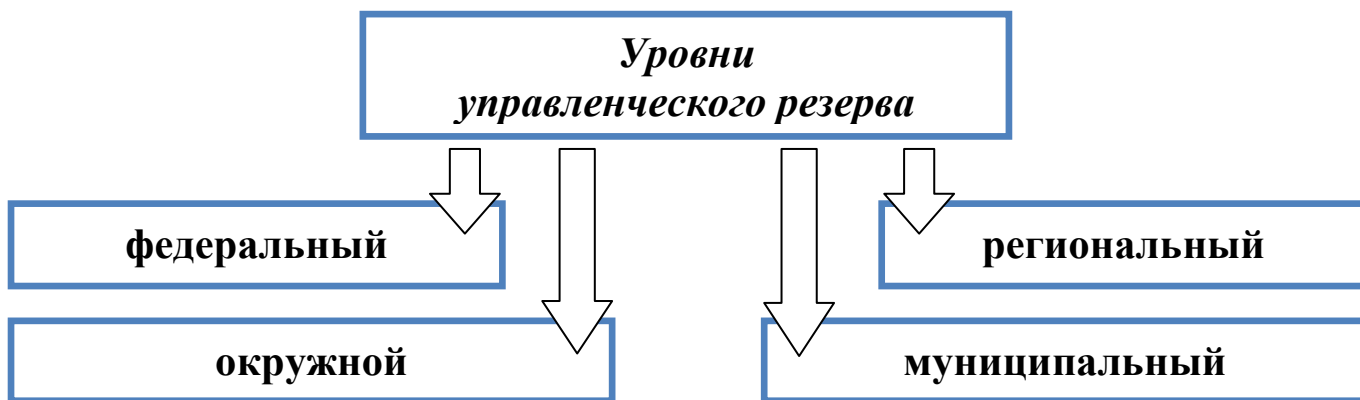 Уровни
управленческого резерва
федеральный
региональный
окружной
муниципальный